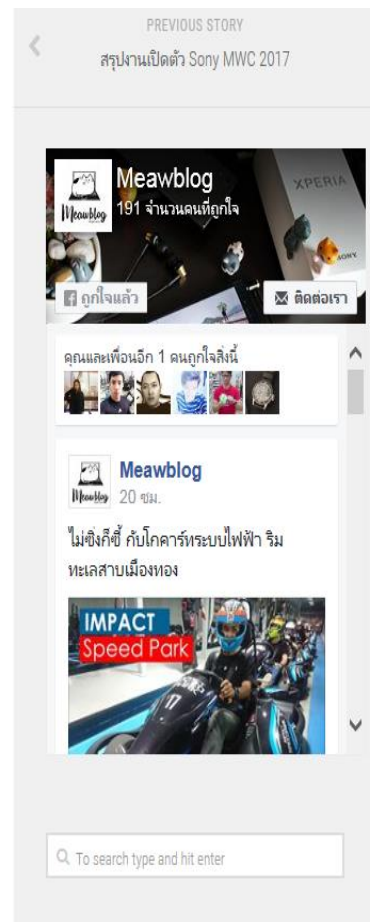 PREVIOUS STORY
สรุปงานเปิดตัว Sony MWC 2017
Meawblog
191 จำนวนคนที่ถูกใจ
Meawblog
XPERIA
SONY
ถูกใจแล้ว
ติดต่อเรา
คุณและเพื่อนอีก 1 คนถูกใจสิ่งนี้
Meawblog
Meawblog
20 ชม.
ไม่ซิ่งก็ซี้ กับโกคาร์ทระบบไฟฟ้า ริม
ทะเลสาบเมืองทอง
IMPACT
Speed Park
17
To search type and hit enter